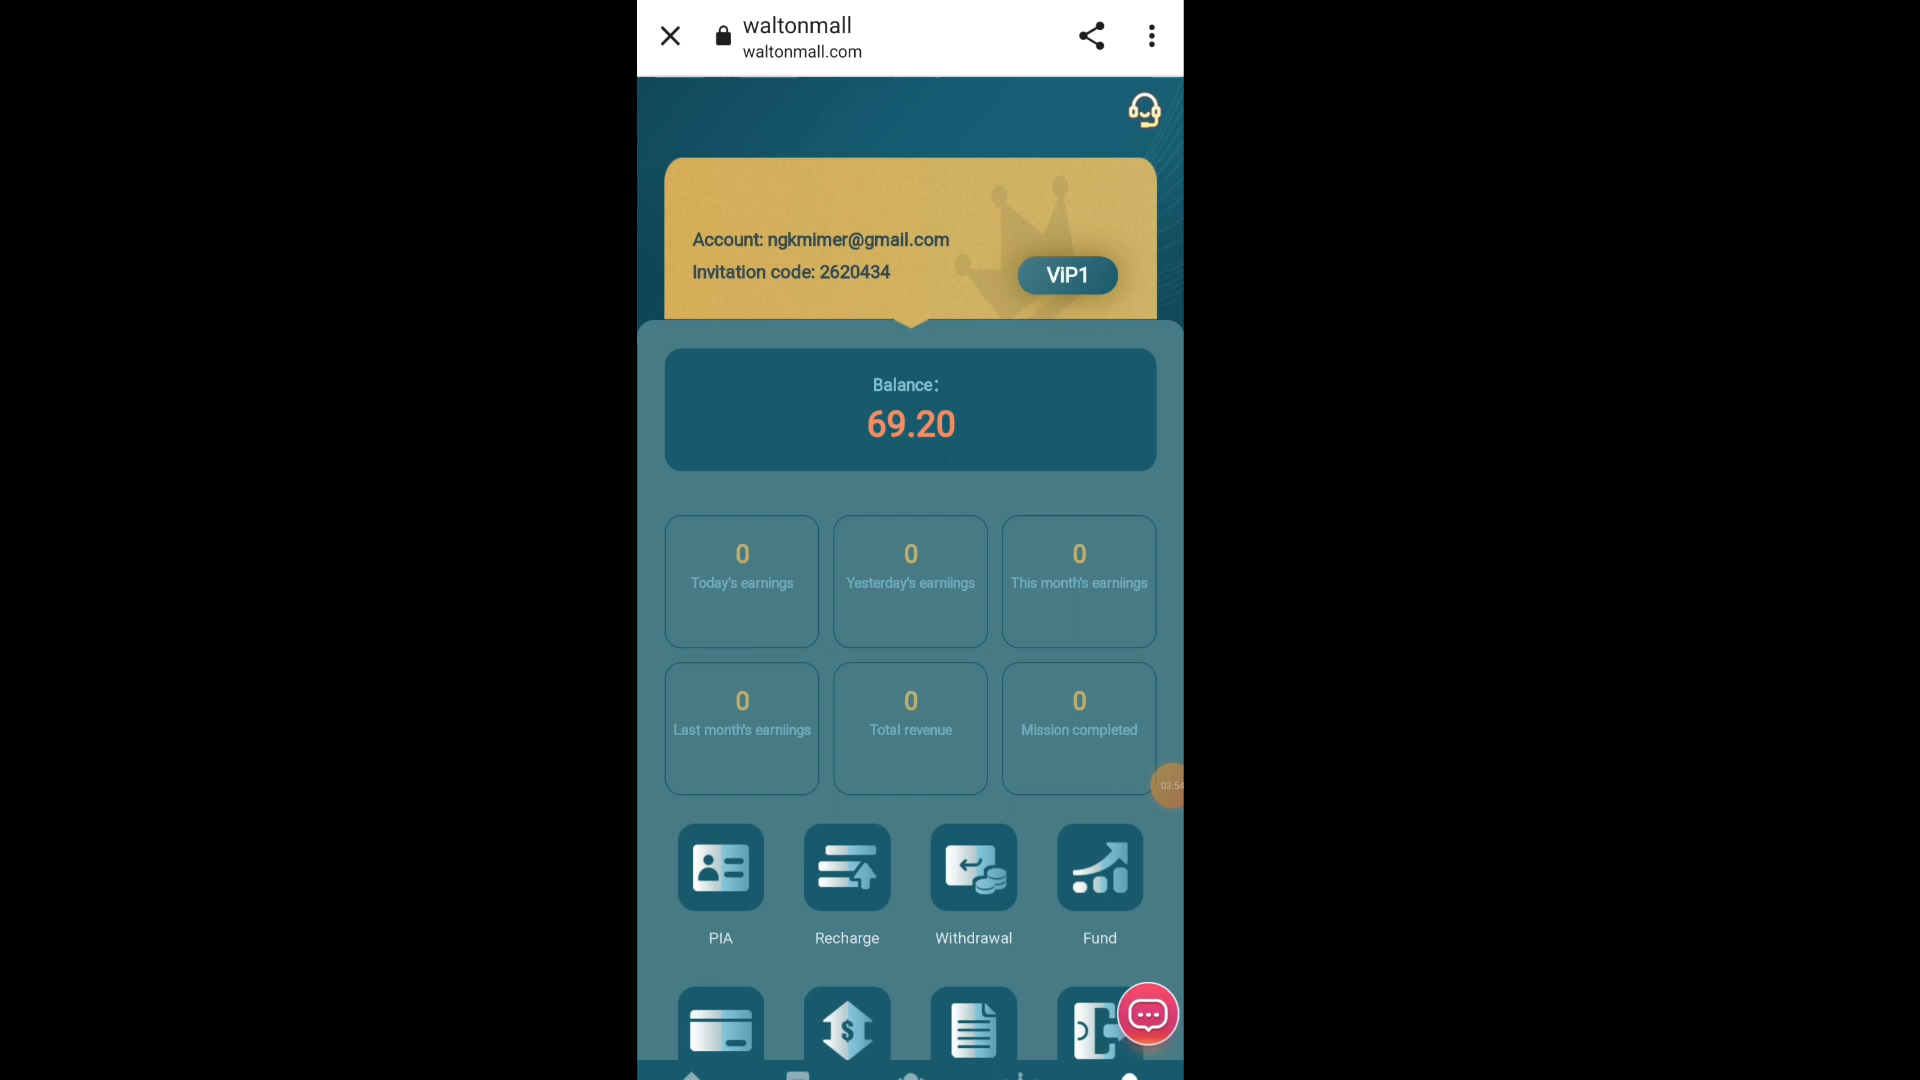 waltonmall
waltonmall.com
Account: ngkmimer@gmail.com
Invitation code: 2620434
ViP1
Balance:
69.20
0
Today's earnings
0
Yesterday's earniings
0
This month's earniings
0
Last month's earniings
0
Total revenue
0
Mission completed
03:54
PIA
Recharge
Withdrawal
Fund
$